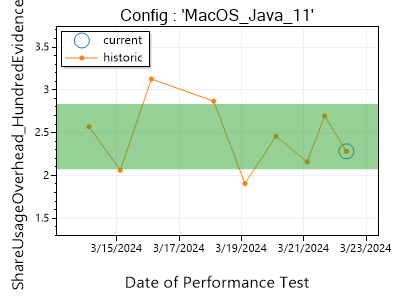 Config : 'MacOS_Java_11'
ShareUsageOverhead_HundredEvidence
current
historic
3.5
3
2.5
2
1.5
3/15/2024
3/17/2024
3/19/2024
3/21/2024
3/23/2024
Date of Performance Test